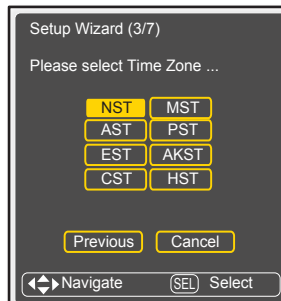 Setup Wizard (3/7)
Please select Time Zone ...
NST MST
AST PST
EST AKST
CST HST
Previous Cancel
Navigate SEL Select